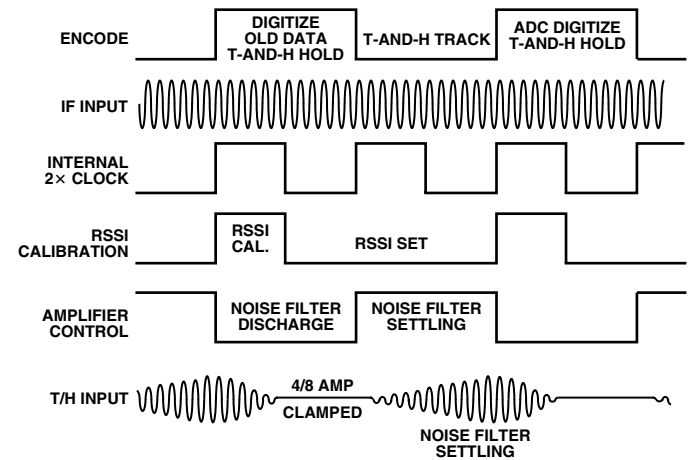 ENCODE
DIGITIZE
OLD DATA
T-AND-H HOLD
T-AND-H TRACK
ADC DIGITIZE
T-AND-H HOLD
IF INPUT
INTERNAL
2× CLOCK
RSSI
CALIBRATION
RSSI
CAL.
RSSI SET
AMPLIFIER
CONTROL
NOISE FILTER
DISCHARGE
NOISE FILTER
SETTLING
T/H INPUT
4/8 AMP
CLAMPED
NOISE FILTER
SETTLING